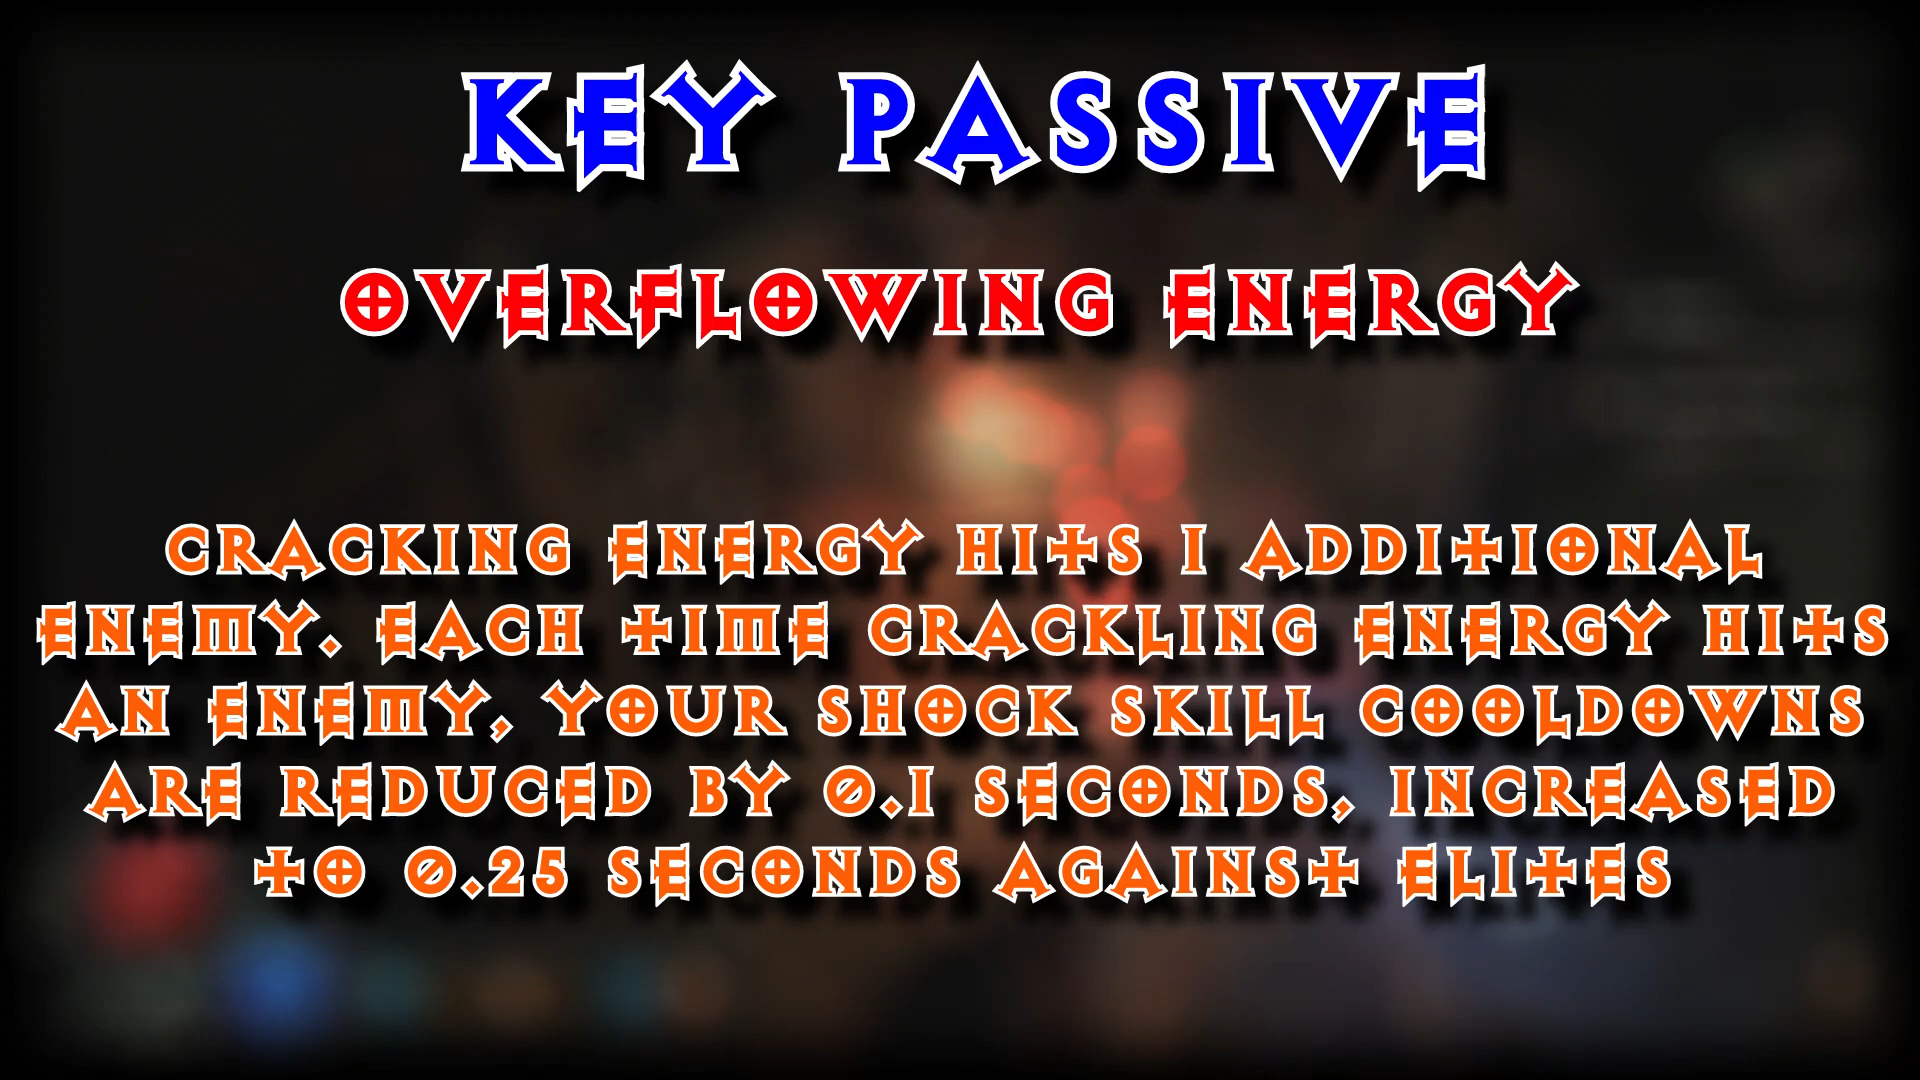 KEY PASSIVE
OVERFLOWING ENERGY
CRACKING ENERGY HITS 1 ADDITIONAL
ENEMY. EACH TIME CRACKLING ENERGY HITS
AN ENEMY, YOUR SHOCK SKILL COOLDOWNS
ARE REDUCED BY 0.1 SECONDS, INCREASED
TO 0.25 SECONDS AGAINST ELITES